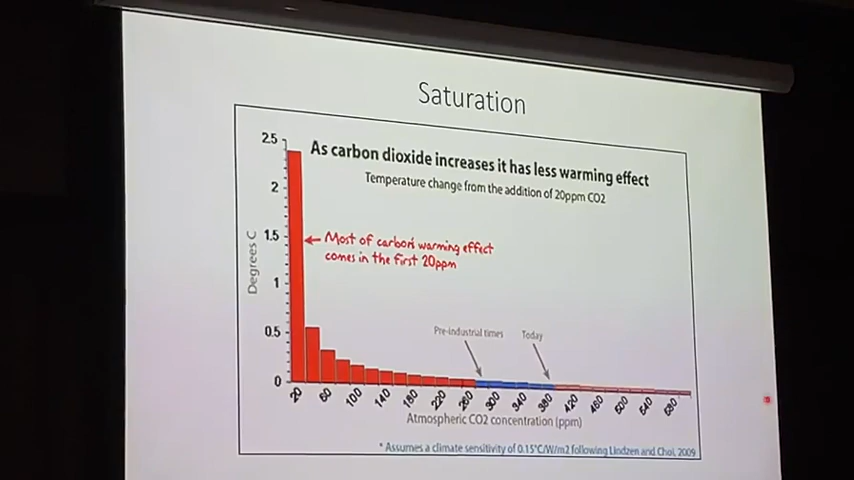 Saturation
As carbon dioxide increases it has less warming effect
Temperature change from the addition of 20ppm CO2
2.5
2
1.5
1
0.5
0
Degrees C
Most of carbon's warming effect
comes in the first 20ppm
Pre-industrial times
Today
20 60 100 140 180 220 260 300 340 380 420 460 500 540 580
Atmospheric CO2 concentration (ppm)
* Assumes a climate sensitivity of 0.15°C/W/m2 following Lindzen and Choi, 2009